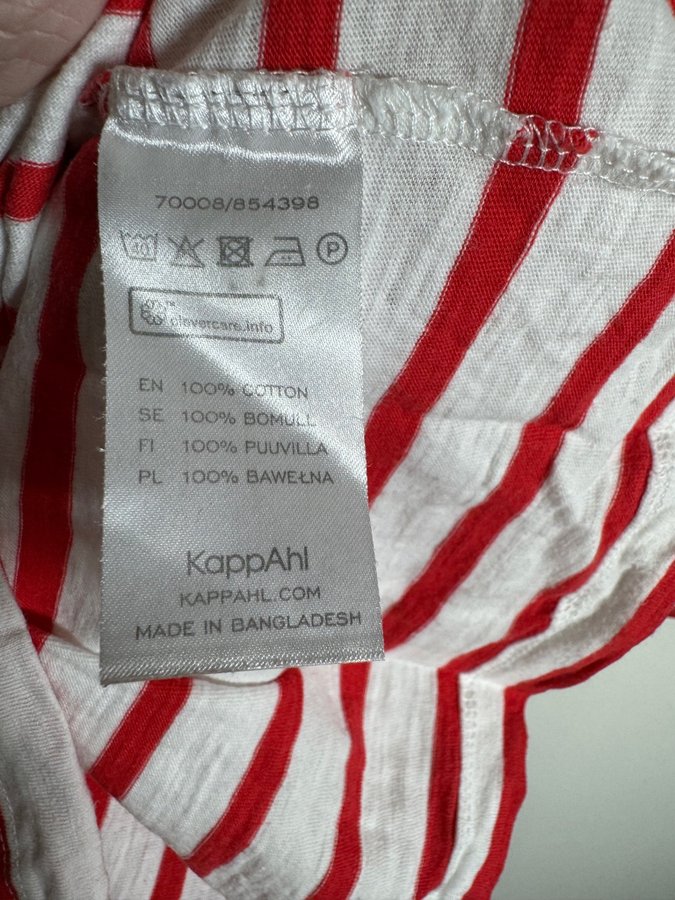 70008/854398
40 P
clevercare.info
EN 100% COTTON
SE 100% BOMULL
FI 100% PUUVILLA
PL 100% BAWEŁNA
KappAhl
KAPPAHL.COM
MADE IN BANGLADESH